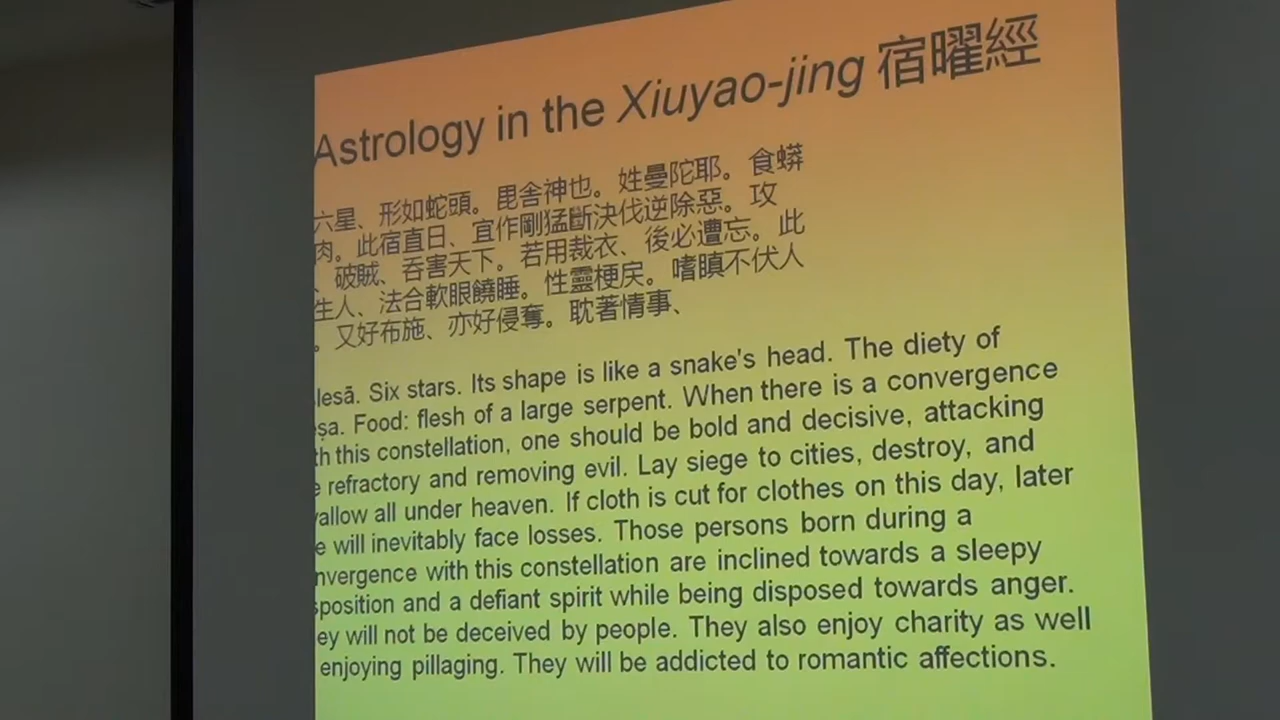 Astrology in the Xiuyao-jing 宿曜經
六星、形如蛇頭。毘舍神也。姓曼陀耶。食蟒
肉。此宿直日、宜作剛猛斷決伐逆除惡。攻
、破賊、吞害天下。若用裁衣、後必遭忘。此
生人、法合軟眼饒睡。性靈梗戾。嗜瞋不伏人
。又好布施、亦好侵奪。耽著情事、
lesā. Six stars. Its shape is like a snake's head. The diety of
ṣa. Food: flesh of a large serpent. When there is a convergence
th this constellation, one should be bold and decisive, attacking
e refractory and removing evil. Lay siege to cities, destroy, and
allow all under heaven. If cloth is cut for clothes on this day, later
e will inevitably face losses. Those persons born during a
nvergence with this constellation are inclined towards a sleepy
sposition and a defiant spirit while being disposed towards anger.
ey will not be deceived by people. They also enjoy charity as well
enjoying pillaging. They will be addicted to romantic affections.